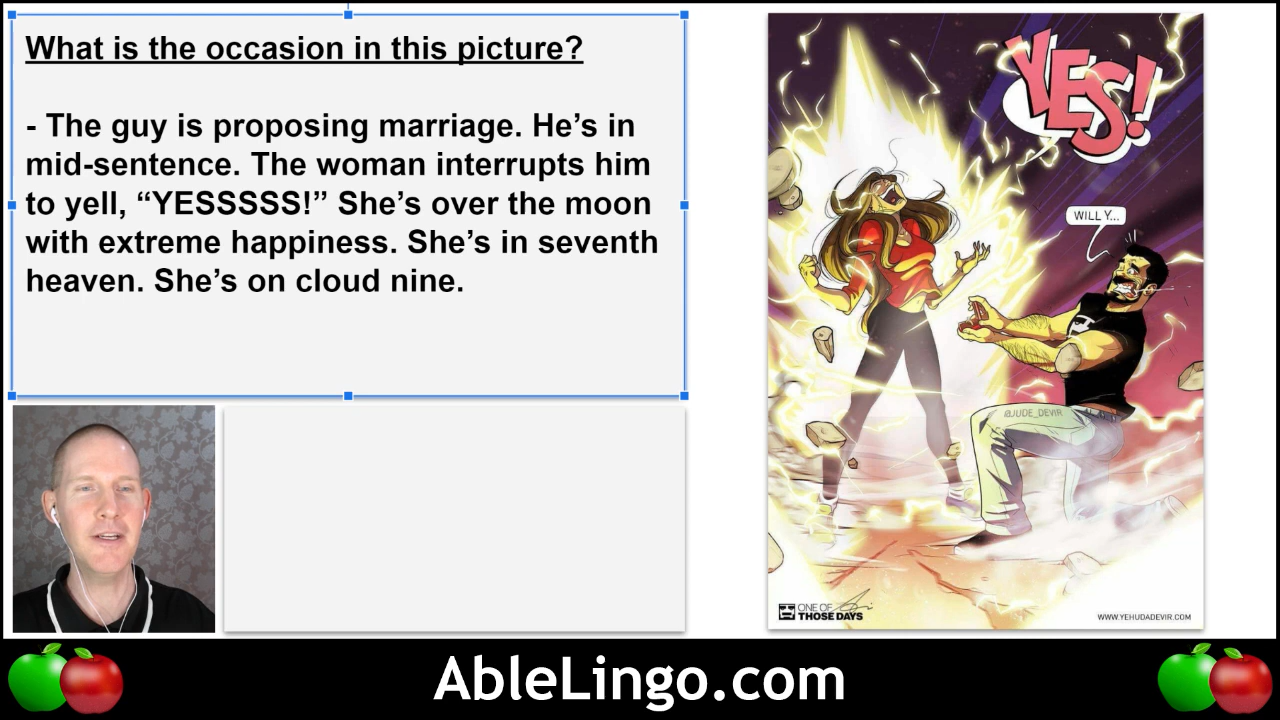 What is the occasion in this picture?
- The guy is proposing marriage. He’s in
mid-sentence. The woman interrupts him
to yell, “YESSSSS!” She’s over the moon
with extreme happiness. She’s in seventh
heaven. She’s on cloud nine.
YES!
WILL Y...
@JUDE_DEVIR
ONE OF
THOSE DAYS
WWW.YEHUDADEVIR.COM
AbleLingo.com